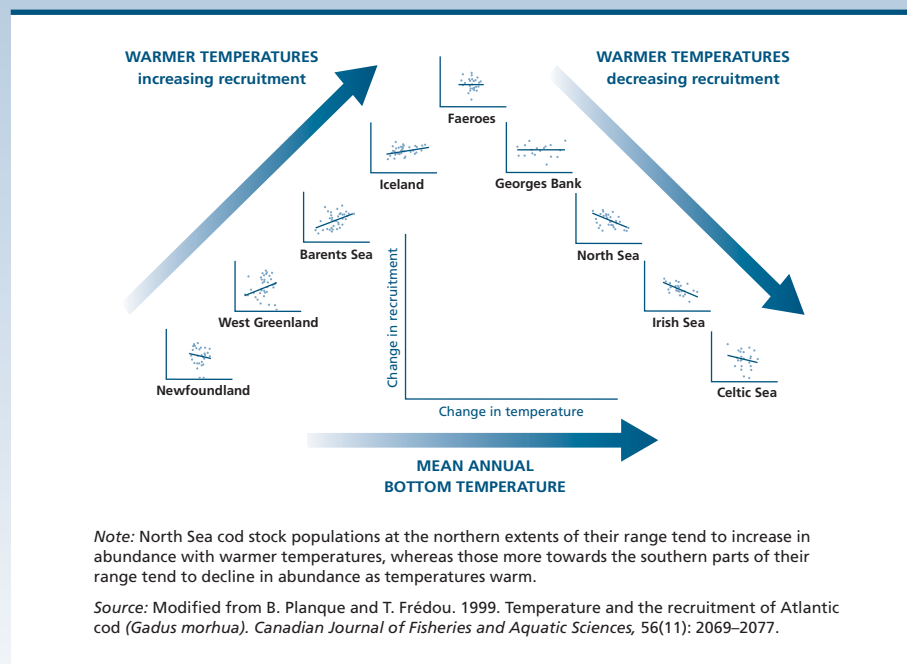 WARMER TEMPERATURES
increasing recruitment
WARMER TEMPERATURES
decreasing recruitment
Faeroes
Iceland
Georges Bank
Barents Sea
North Sea
West Greenland
Irish Sea
Newfoundland
Celtic Sea
Change in recruitment
Change in temperature
MEAN ANNUAL
BOTTOM TEMPERATURE
Note: North Sea cod stock populations at the northern extents of their range tend to increase in
abundance with warmer temperatures, whereas those more towards the southern parts of their
range tend to decline in abundance as temperatures warm.
Source: Modified from B. Planque and T. Frédou. 1999. Temperature and the recruitment of Atlantic
cod (Gadus morhua). Canadian Journal of Fisheries and Aquatic Sciences, 56(11): 2069–2077.